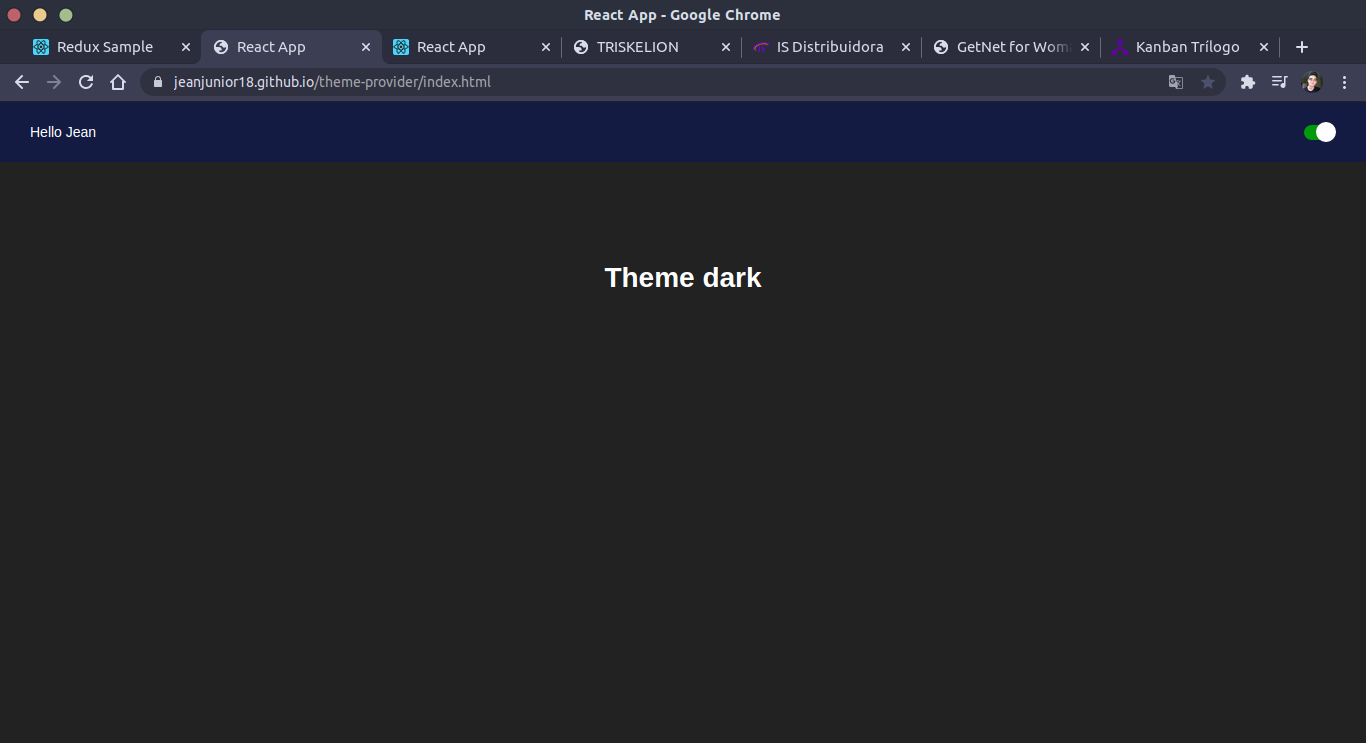 React App - Google Chrome
Redux Sample
React App
React App
TRISKELION
IS Distribuidora
GetNet for Wom
Kanban Trílogo
jeanjunior18.github.io/theme-provider/index.html
Hello Jean
Theme dark